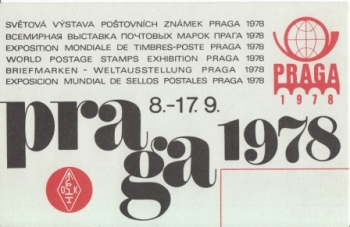 SVĚTOVÁ VÝSTAVA POŠTOVNÍCH ZNÁMEK PRAGA 1978
ВСЕМИРНАЯ ВЫСТАВКА ПОЧТОВЫХ МАРОК ПРАГА 1978
EXPOSITION MONDIALE DE TIMBRES-POSTE PRAGA 1978
WORLD POSTAGE STAMPS EXHIBITION PRAGA 1978
BRIEFMARKEN - WELTAUSSTELLUNG PRAGA 1978
EXPOSICION MUNDIAL DE SELLOS POSTALES PRAGA 1978
PRAGA
1978
8.-17.9.
praga 1978
OK